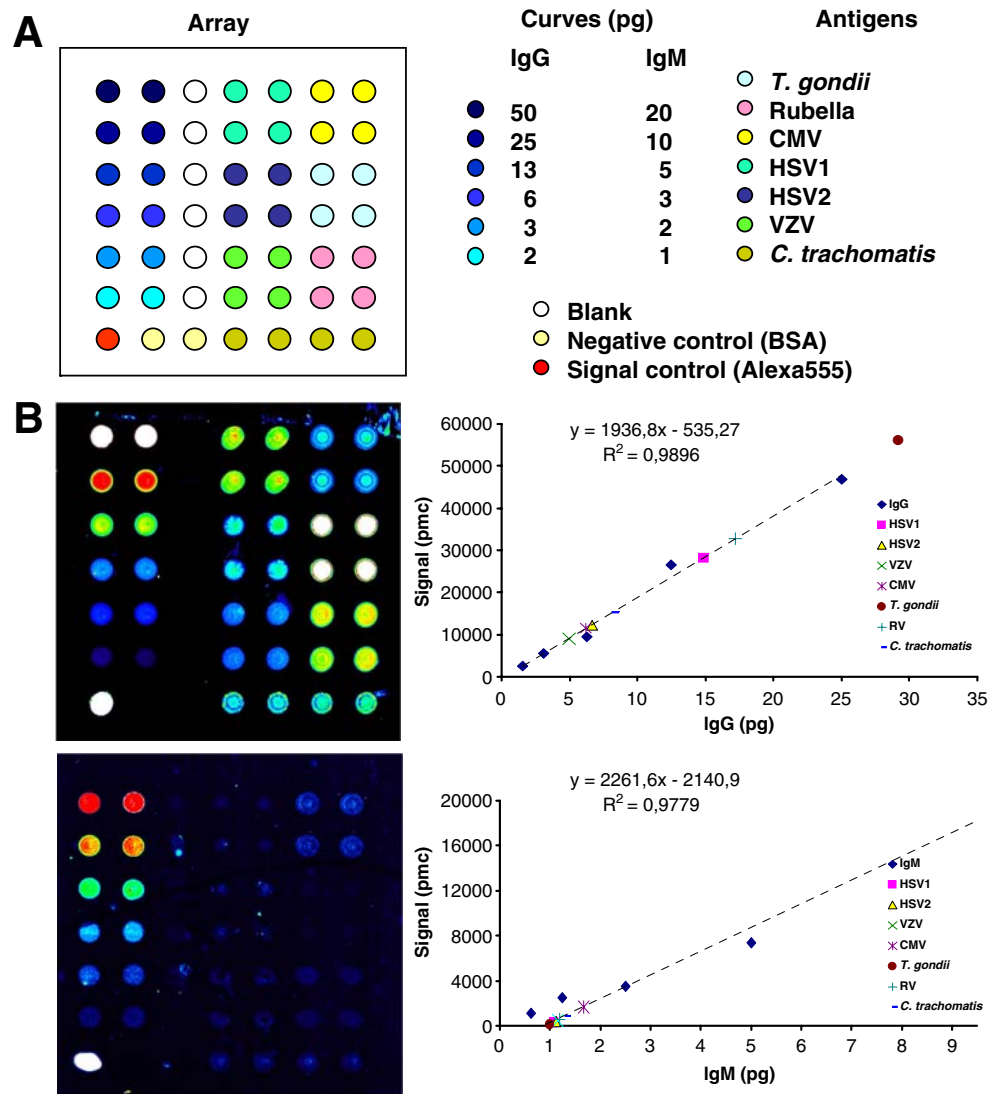 A
Array
Curves (pg)
IgG IgM
50 20
25 10
13 5
6 3
3 2
2 1
Antigens
T. gondii
Rubella
CMV
HSV1
HSV2
VZV
C. trachomatis
Blank
Negative control (BSA)
Signal control (Alexa555)
B
y = 1936,8x - 535,27
R² = 0,9896
Signal (pmc)
60000
50000
40000
30000
20000
10000
0
0 5 10 15 20 25 30 35
IgG (pg)
IgG
HSV1
HSV2
VZV
CMV
T. gondii
RV
C. trachomatis
y = 2261,6x - 2140,9
R² = 0,9779
Signal (pmc)
20000
16000
12000
8000
4000
0
0 1 2 3 4 5 6 7 8 9
IgM (pg)
IgM
HSV1
HSV2
VZV
CMV
T. gondii
RV
C. trachomatis